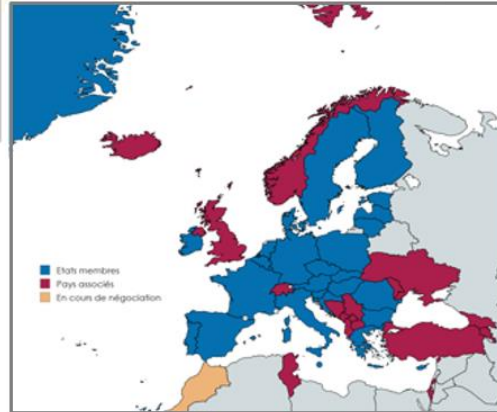 Etats membres
Pays associés
En cours de négociation